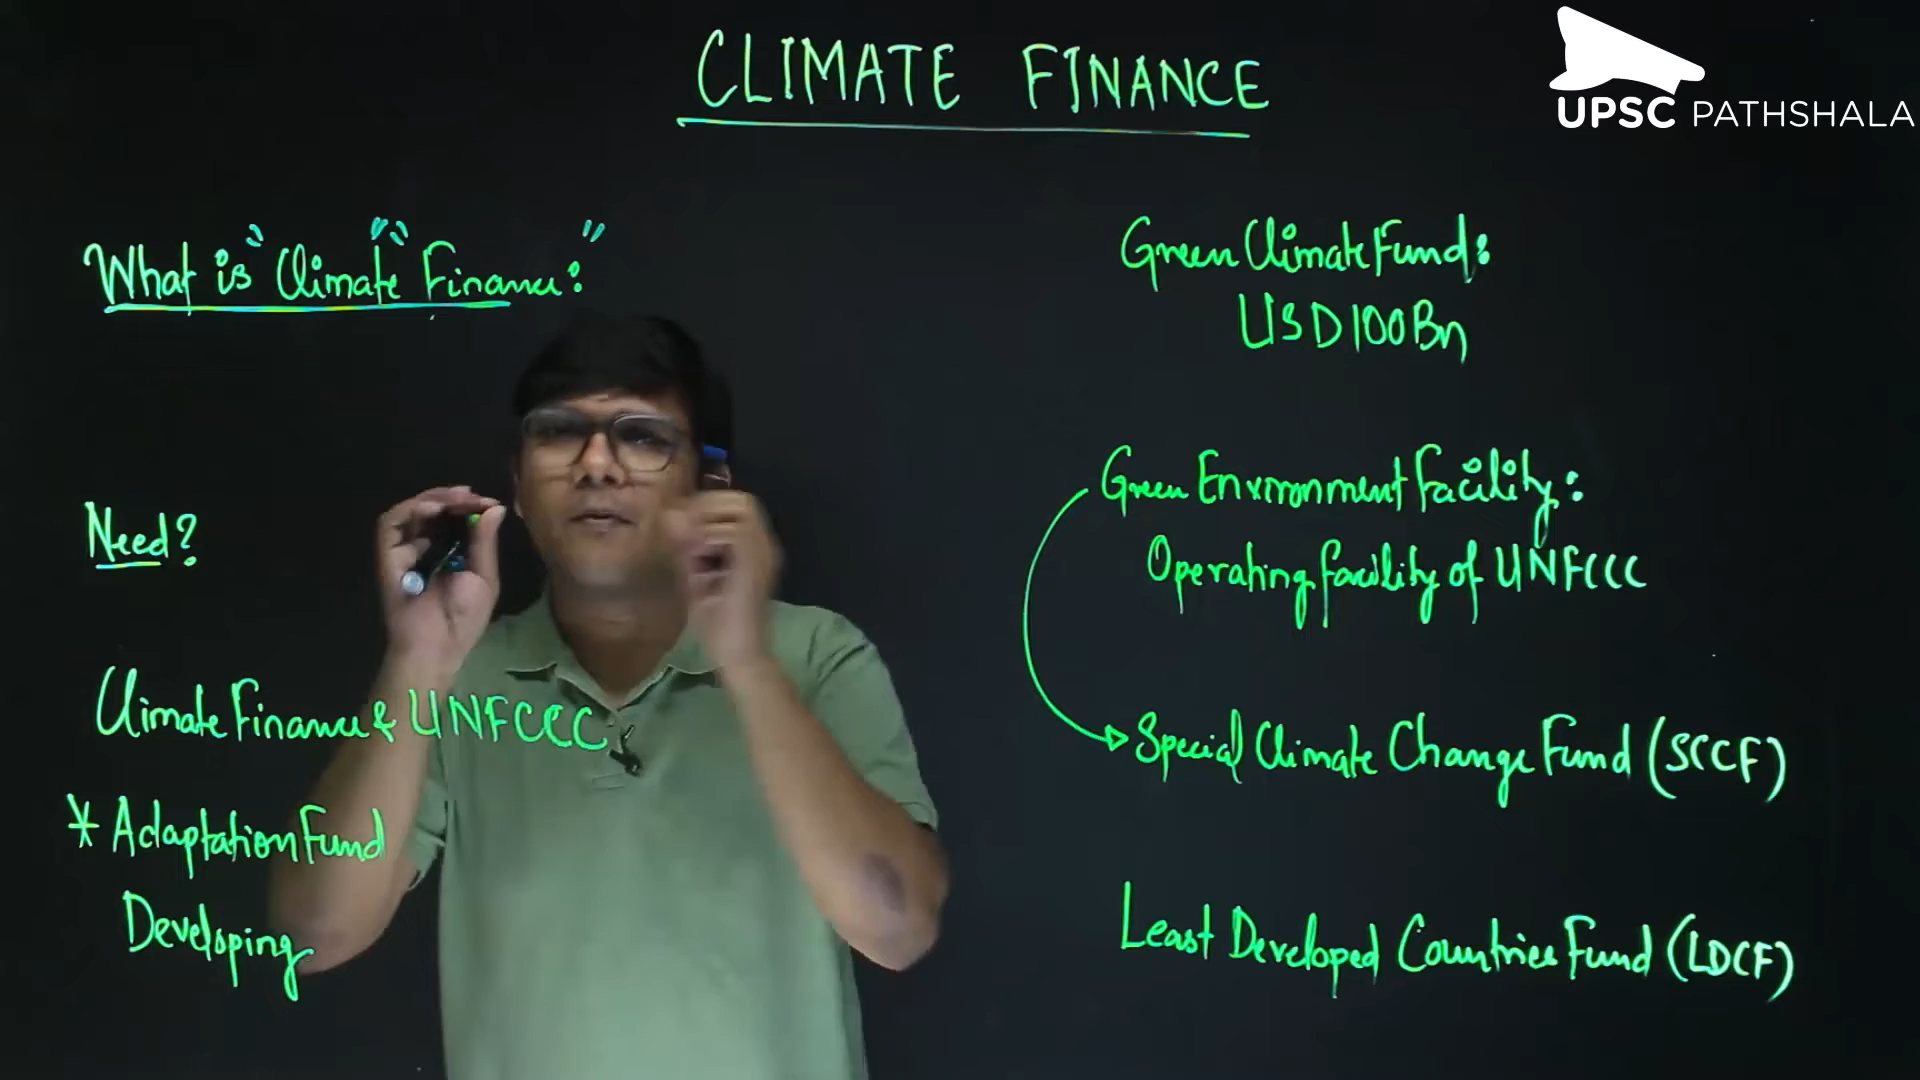 CLIMATE FINANCE
UPSC PATHSHALA
What is "Climate" "Finance:"
Need?
Climate Finance & UNFCCC
* Adaptation Fund
Developing
Green Climate Fund:
USD 100 Bn
Green Environment Facility:
Operating facility of UNFCCC
Special Climate Change Fund (SCCF)
Least Developed Countries Fund (LDCF)